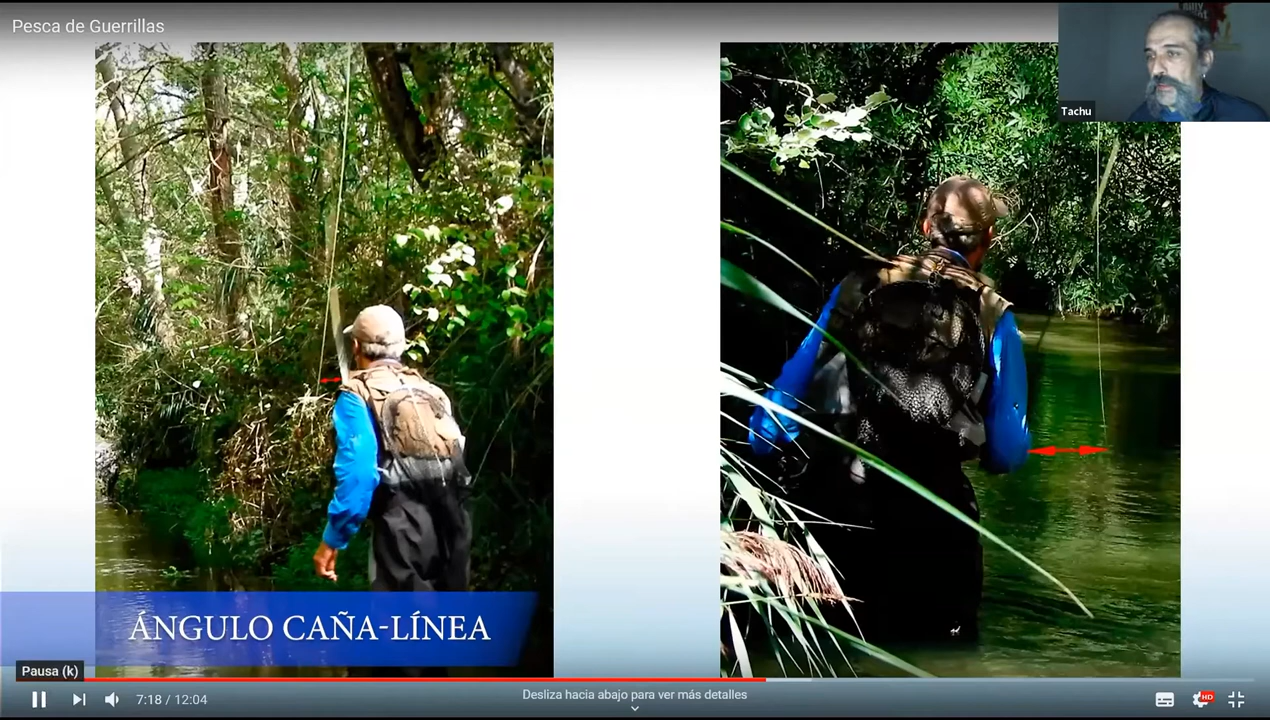 Pesca de Guerrillas
Tachu
ÁNGULO CAÑA-LÍNEA
Pausa (k)
7:18 / 12:04
Desliza hacia abajo para ver más detalles
HD